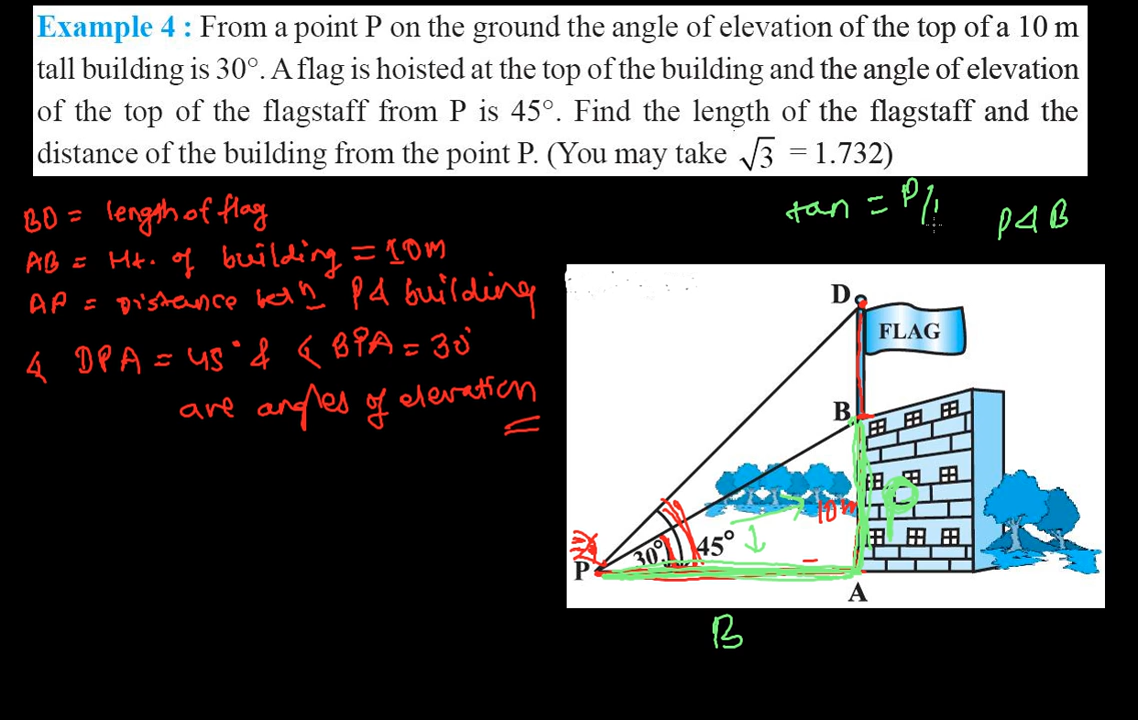 Example 4 : From a point P on the ground the angle of elevation of the top of a 10 m
tall building is 30°. A flag is hoisted at the top of the building and the angle of elevation
of the top of the flagstaff from P is 45°. Find the length of the flagstaff and the
distance of the building from the point P. (You may take √3 = 1.732)
BD = length of flag
AB = Ht. of building = 10m
AP = Distance betn P & building
∠ DPA = 45° & ∠ BPA = 30°
are angles of elevation
tan = P/
P & B
D
FLAG
B
P
10m
30°
45°
P
A
B